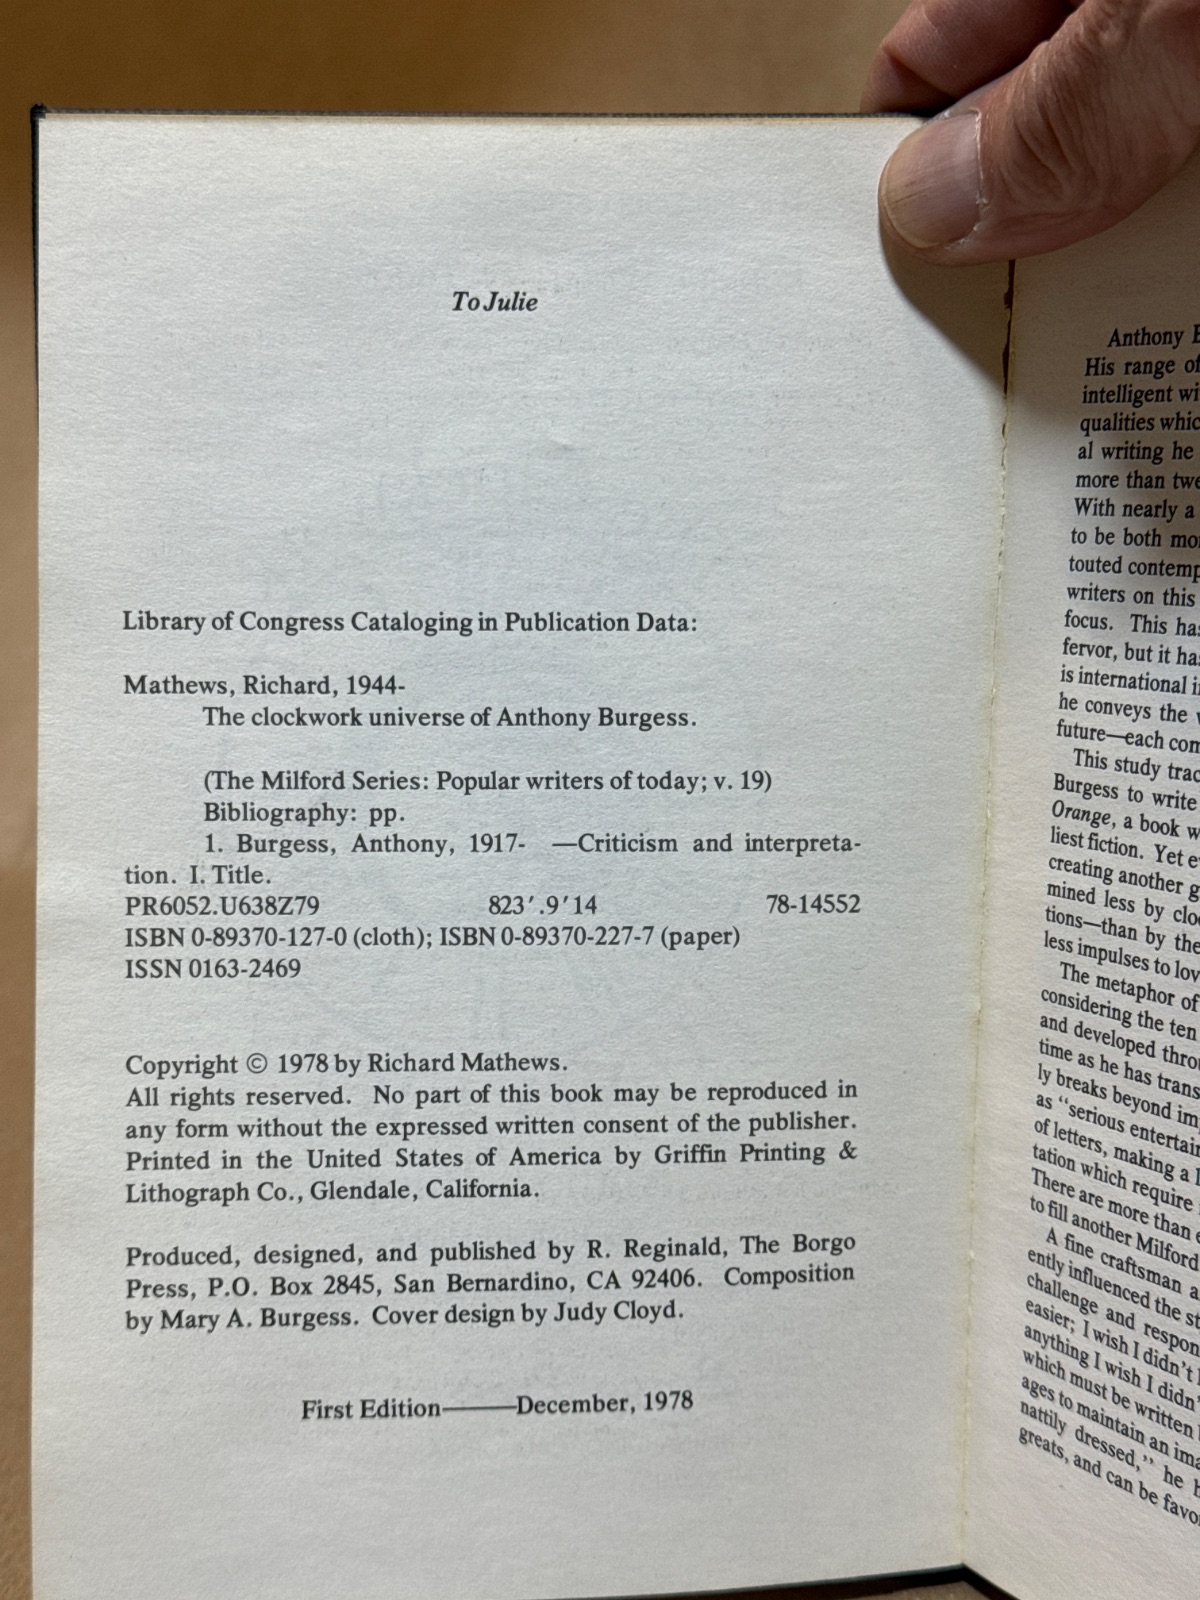 To Julie
Library of Congress Cataloging in Publication Data:
Mathews, Richard, 1944-
The clockwork universe of Anthony Burgess.
(The Milford Series: Popular writers of today; v. 19)
Bibliography: pp.
1. Burgess, Anthony, 1917- —Criticism and interpreta-
tion. I. Title.
PR6052.U638Z79 823′.9′14 78-14552
ISBN 0-89370-127-0 (cloth); ISBN 0-89370-227-7 (paper)
ISSN 0163-2469
Copyright © 1978 by Richard Mathews.
All rights reserved. No part of this book may be reproduced in
any form without the expressed written consent of the publisher.
Printed in the United States of America by Griffin Printing &
Lithograph Co., Glendale, California.
Produced, designed, and published by R. Reginald, The Borgo
Press, P.O. Box 2845, San Bernardino, CA 92406. Composition
by Mary A. Burgess. Cover design by Judy Cloyd.
First Edition——December, 1978
Anthony
His range of
intelligent
qualities
al writing he
more than
With nearly a
to be both
touted
writers on this
focus. This
fervor, but it
is international
he conveys the
future—each
This study
Burgess to write
Orange, a book
liest fiction. Yet
creating another
mined less by
tions—than by the
less impulses to
The metaphor of
considering the ten
and developed
time as he has
ly breaks beyond
as “serious
of letters, making a
tation which require
There are more than
to fill another Milford
A fine craftsman
ently influenced the
challenge and
easier; I wish I didn’t
anything I wish I
which must be written
ages to maintain an
nattily dressed,” he
greats, and can be